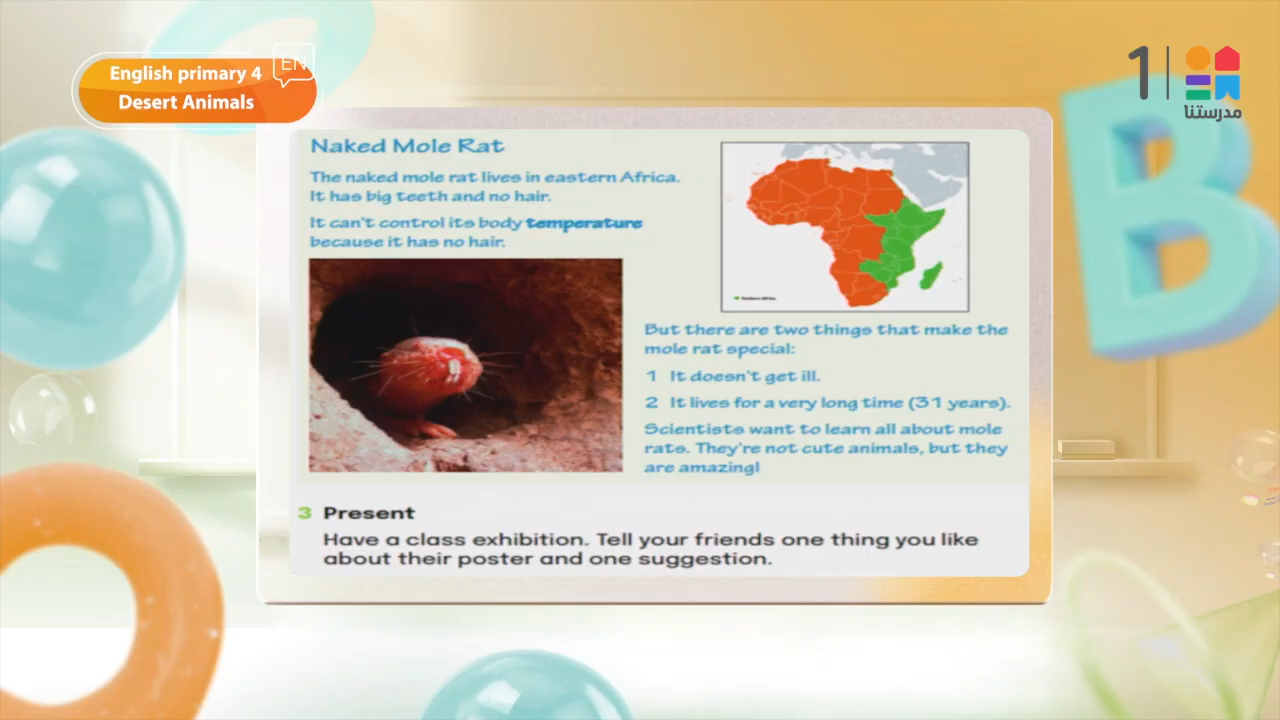 English primary 4
EN
Desert Animals
1
مدرستنا
Naked Mole Rat
The naked mole rat lives in eastern Africa.
It has big teeth and no hair.
It can't control its body temperature
because it has no hair.
Eastern Africa
But there are two things that make the
mole rat special:
1 It doesn't get ill.
2 It lives for a very long time (31 years).
Scientists want to learn all about mole
rats. They're not cute animals, but they
are amazing!
3 Present
Have a class exhibition. Tell your friends one thing you like
about their poster and one suggestion.
B